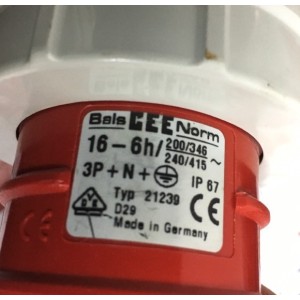 Bals CEE Norm
16 – 6h/ 200/346 ~
240/415
3P + N + IP 67
Typ 21239
D29 CE
Made in Germany